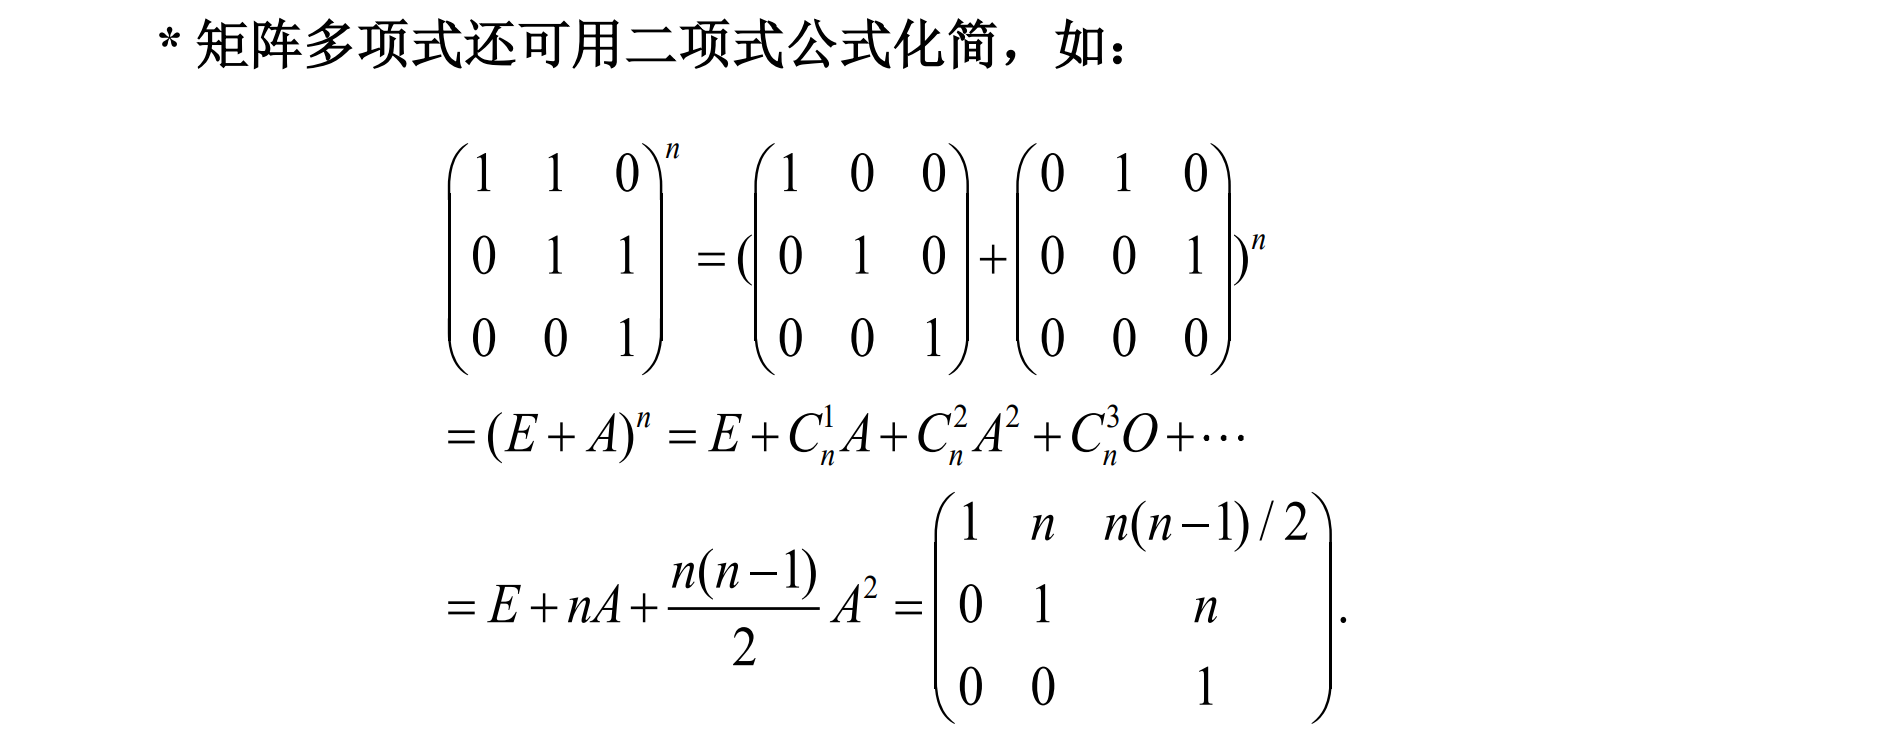 * 矩阵多项式还可用二项式公式化简，如：
$\begin{pmatrix} 1 & 1 & 0 \\ 0 & 1 & 1 \\ 0 & 0 & 1 \end{pmatrix}^n = (\begin{pmatrix} 1 & 0 & 0 \\ 0 & 1 & 0 \\ 0 & 0 & 1 \end{pmatrix} + \begin{pmatrix} 0 & 1 & 0 \\ 0 & 0 & 1 \\ 0 & 0 & 0 \end{pmatrix})^n$
$= (E + A)^n = E + C_n^1 A + C_n^2 A^2 + C_n^3 O + \cdots$
$= E + nA + \frac{n(n-1)}{2} A^2 = \begin{pmatrix} 1 & n & n(n-1)/2 \\ 0 & 1 & n \\ 0 & 0 & 1 \end{pmatrix}.$